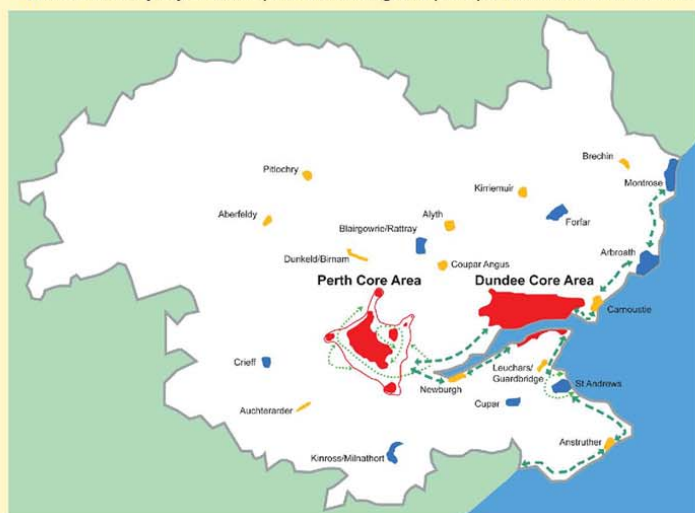 Pitlochry
Brechin
Montrose
Kirriemuir
Aberfeldy
Alyth
Forfar
Blairgowrie/Rattray
Dunkeld/Birnam
Coupar Angus
Arbroath
Perth Core Area
Dundee Core Area
Carnoustie
Crieff
Leuchars/
Guardbridge
St Andrews
Newburgh
Auchterarder
Cupar
Anstruther
Kinross/Milnathort